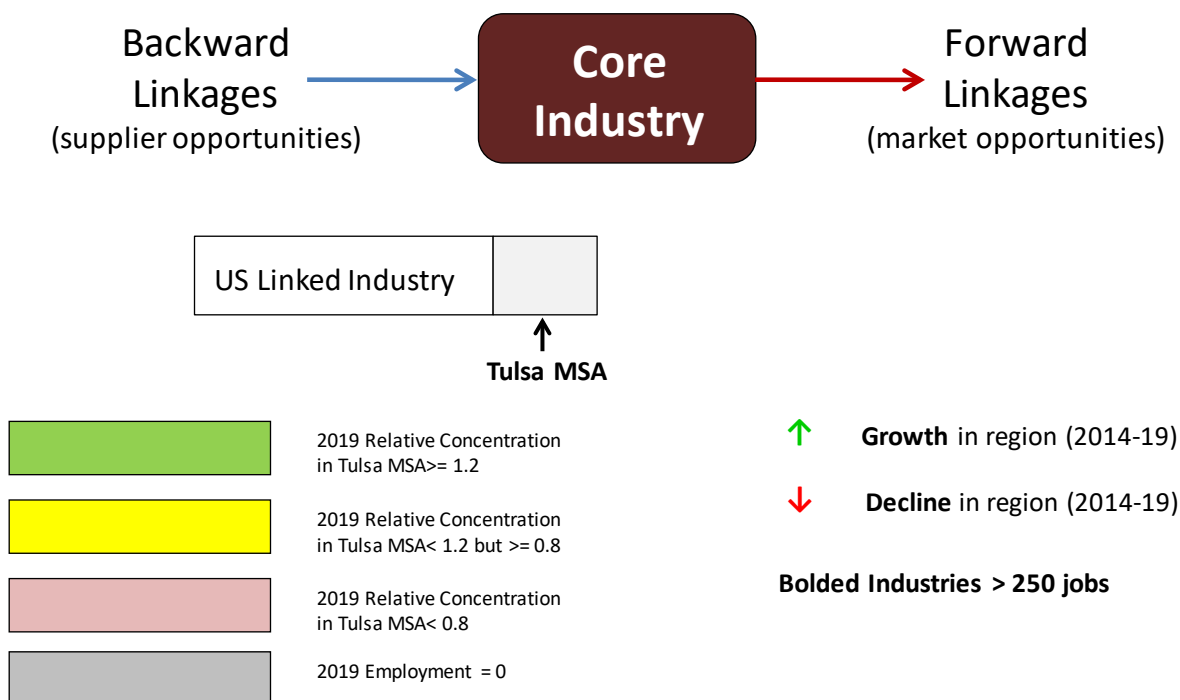 Backward
Linkages
(supplier opportunities)
Core
Industry
Forward
Linkages
(market opportunities)
US Linked Industry
Tulsa MSA
2019 Relative Concentration
in Tulsa MSA>= 1.2
2019 Relative Concentration
in Tulsa MSA< 1.2 but >= 0.8
2019 Relative Concentration
in Tulsa MSA< 0.8
2019 Employment = 0
Growth in region (2014-19)
Decline in region (2014-19)
Bolded Industries > 250 jobs